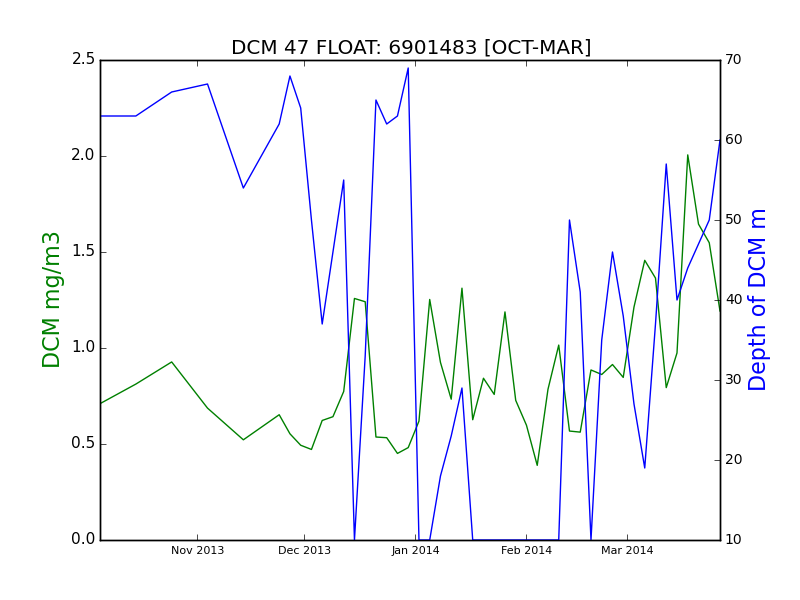 DCM 47 FLOAT: 6901483 [OCT-MAR]
2.5
2.0
1.5
1.0
0.5
0.0
DCM mg/m3
70
60
50
40
30
20
10
Depth of DCM m
Nov 2013
Dec 2013
Jan 2014
Feb 2014
Mar 2014